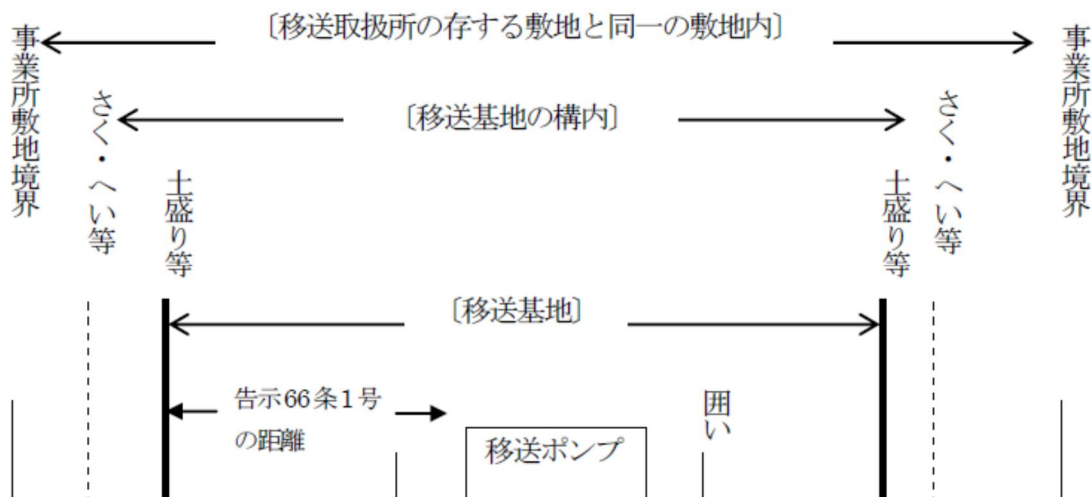 〔移送取扱所の存する敷地と同一の敷地内〕
事業所敷地境界
事業所敷地境界
さく・へい等
〔移送基地の構内〕
さく・へい等
土盛り等
土盛り等
〔移送基地〕
告示66条1号
の距離
囲い
移送ポンプ